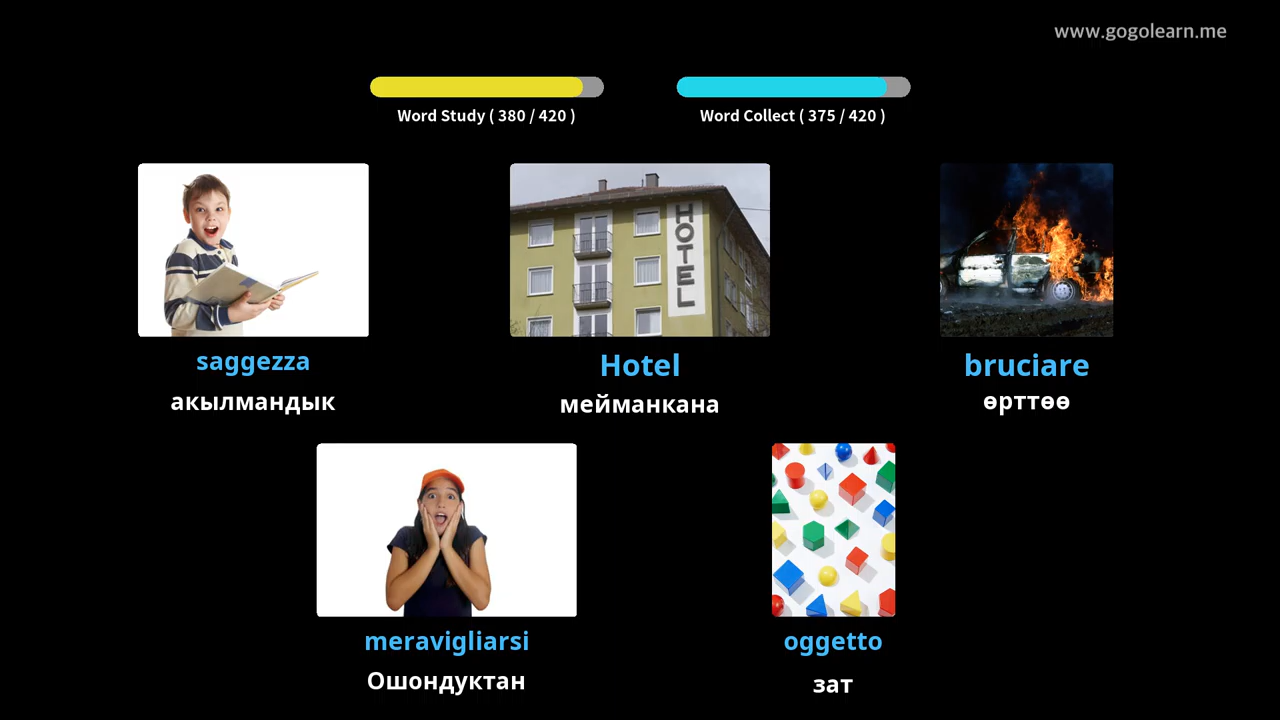 www.gogolearn.me
Word Study ( 380 / 420 )
Word Collect ( 375 / 420 )
HOTEL
saggezza
акылмандык
Hotel
мейманкана
bruciare
өрттөө
meravigliarsi
Ошондуктан
oggetto
зат